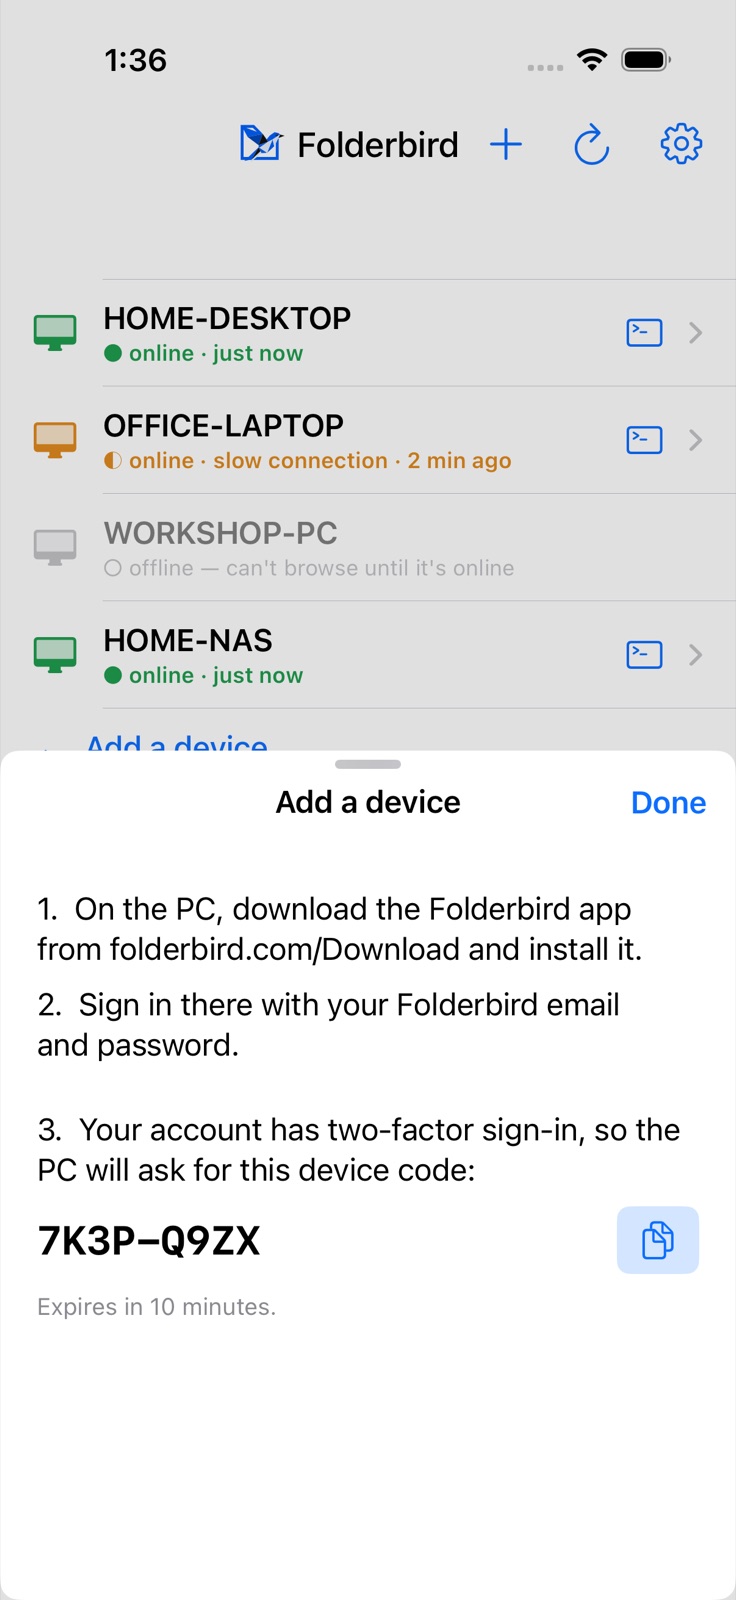 1:36
Folderbird
HOME-DESKTOP
online · just now
OFFICE-LAPTOP
online · slow connection · 2 min ago
WORKSHOP-PC
offline — can't browse until it's online
HOME-NAS
online · just now
Add a device
Add a device
Done
1. On the PC, download the Folderbird app
from folderbird.com/Download and install it.
2. Sign in there with your Folderbird email
and password.
3. Your account has two-factor sign-in, so the
PC will ask for this device code:
7K3P–Q9ZX
Expires in 10 minutes.